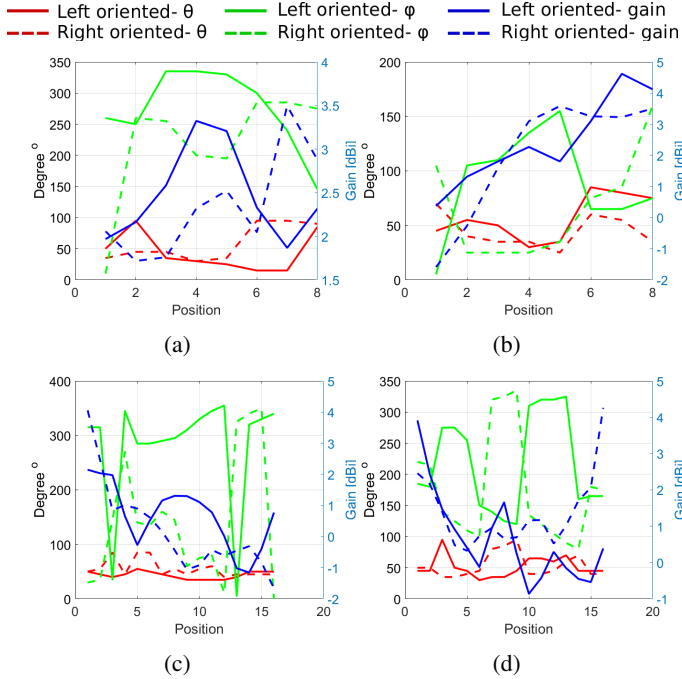 Left oriented- θ Left oriented- φ Left oriented- gain
Right oriented- θ Right oriented- φ Right oriented- gain
350 300 250 200 150 100 50 0
Degree °
0 2 4 6 8
Position
4 3.5 3 2.5 2 1.5
Gain [dBi]
(a)
200 150 100 50 0
Degree °
0 2 4 6 8
Position
5 4 3 2 1 0 -1 -2
Gain [dBi]
(b)
400 300 200 100 0
Degree °
0 5 10 15 20
Position
5 4 3 2 1 0 -1 -2
Gain [dBi]
(c)
350 300 250 200 150 100 50 0
Degree °
0 5 10 15 20
Position
5 4 3 2 1 0 -1
Gain [dBi]
(d)